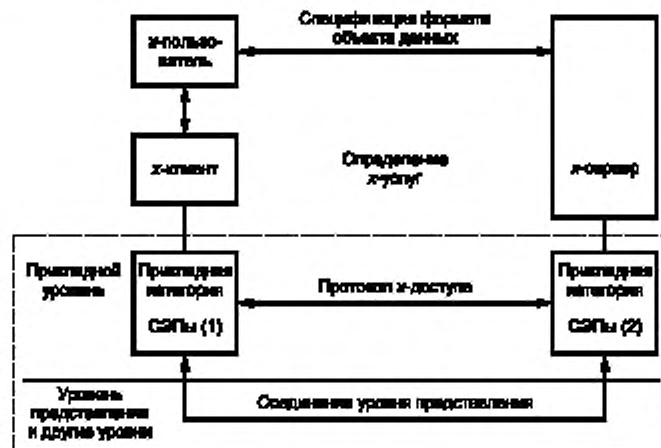 Спецификация формата
объекта данных
x-пользо-
ватель
x-клиент
Определение
x-услуг
x-сервер
Прикладной
уровень
Прикладная
категория
СЭПы (1)
Протокол x-доступа
Прикладная
категория
СЭПы (2)
Уровень
представления
и другие уровни
Соединение уровня представления